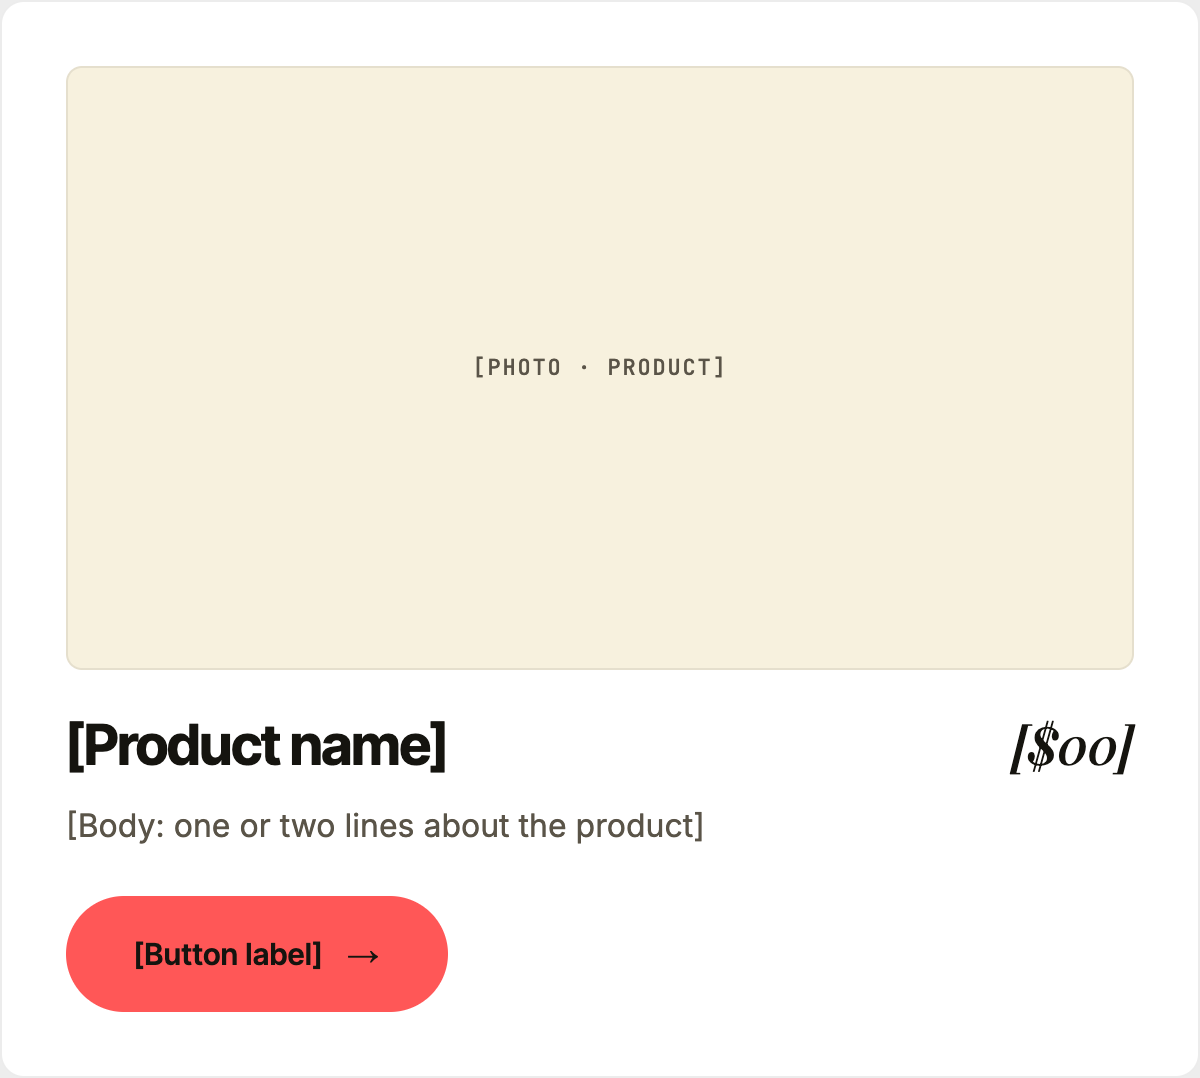 [PHOTO · PRODUCT]
[Product name]
[$00]
[Body: one or two lines about the product]
[Button label] →